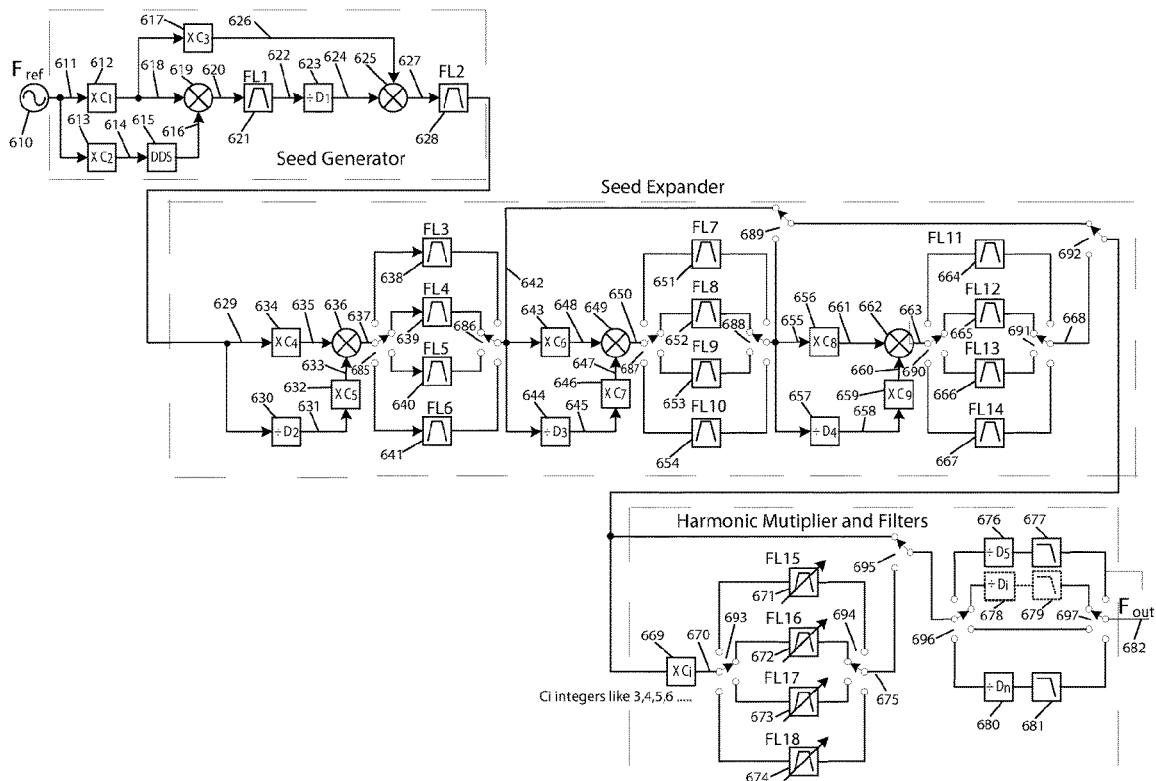 617
626
X C3
F ref
611
612
618
619
620
FL1
622
623
624
625
627
FL2
X C1
÷ D1
613
614
615
616
621
628
610
X C2
DDS
Seed Generator
Seed Expander
FL3
FL7
689
FL11
692
638
642
651
664
FL4
FL8
FL12
629
634
635
636
637
639
686
643
648
649
650
652
688
655
656
661
662
663
665
691
668
X C4
X C6
X C8
633
685
FL5
647
687
FL9
660
690
FL13
632
X C5
640
646
X C7
653
659
X C9
666
630
631
FL6
644
645
FL10
657
658
FL14
÷ D2
÷ D3
÷ D4
641
654
667
Harmonic Mutiplier and Filters
676
677
÷ D5
FL15
695
÷ Di
671
678
679
697
F out
693
FL16
694
696
682
669
670
672
X Ci
675
Ci integers like 3,4,5,6 .....
FL17
÷ Dn
673
680
681
FL18
674